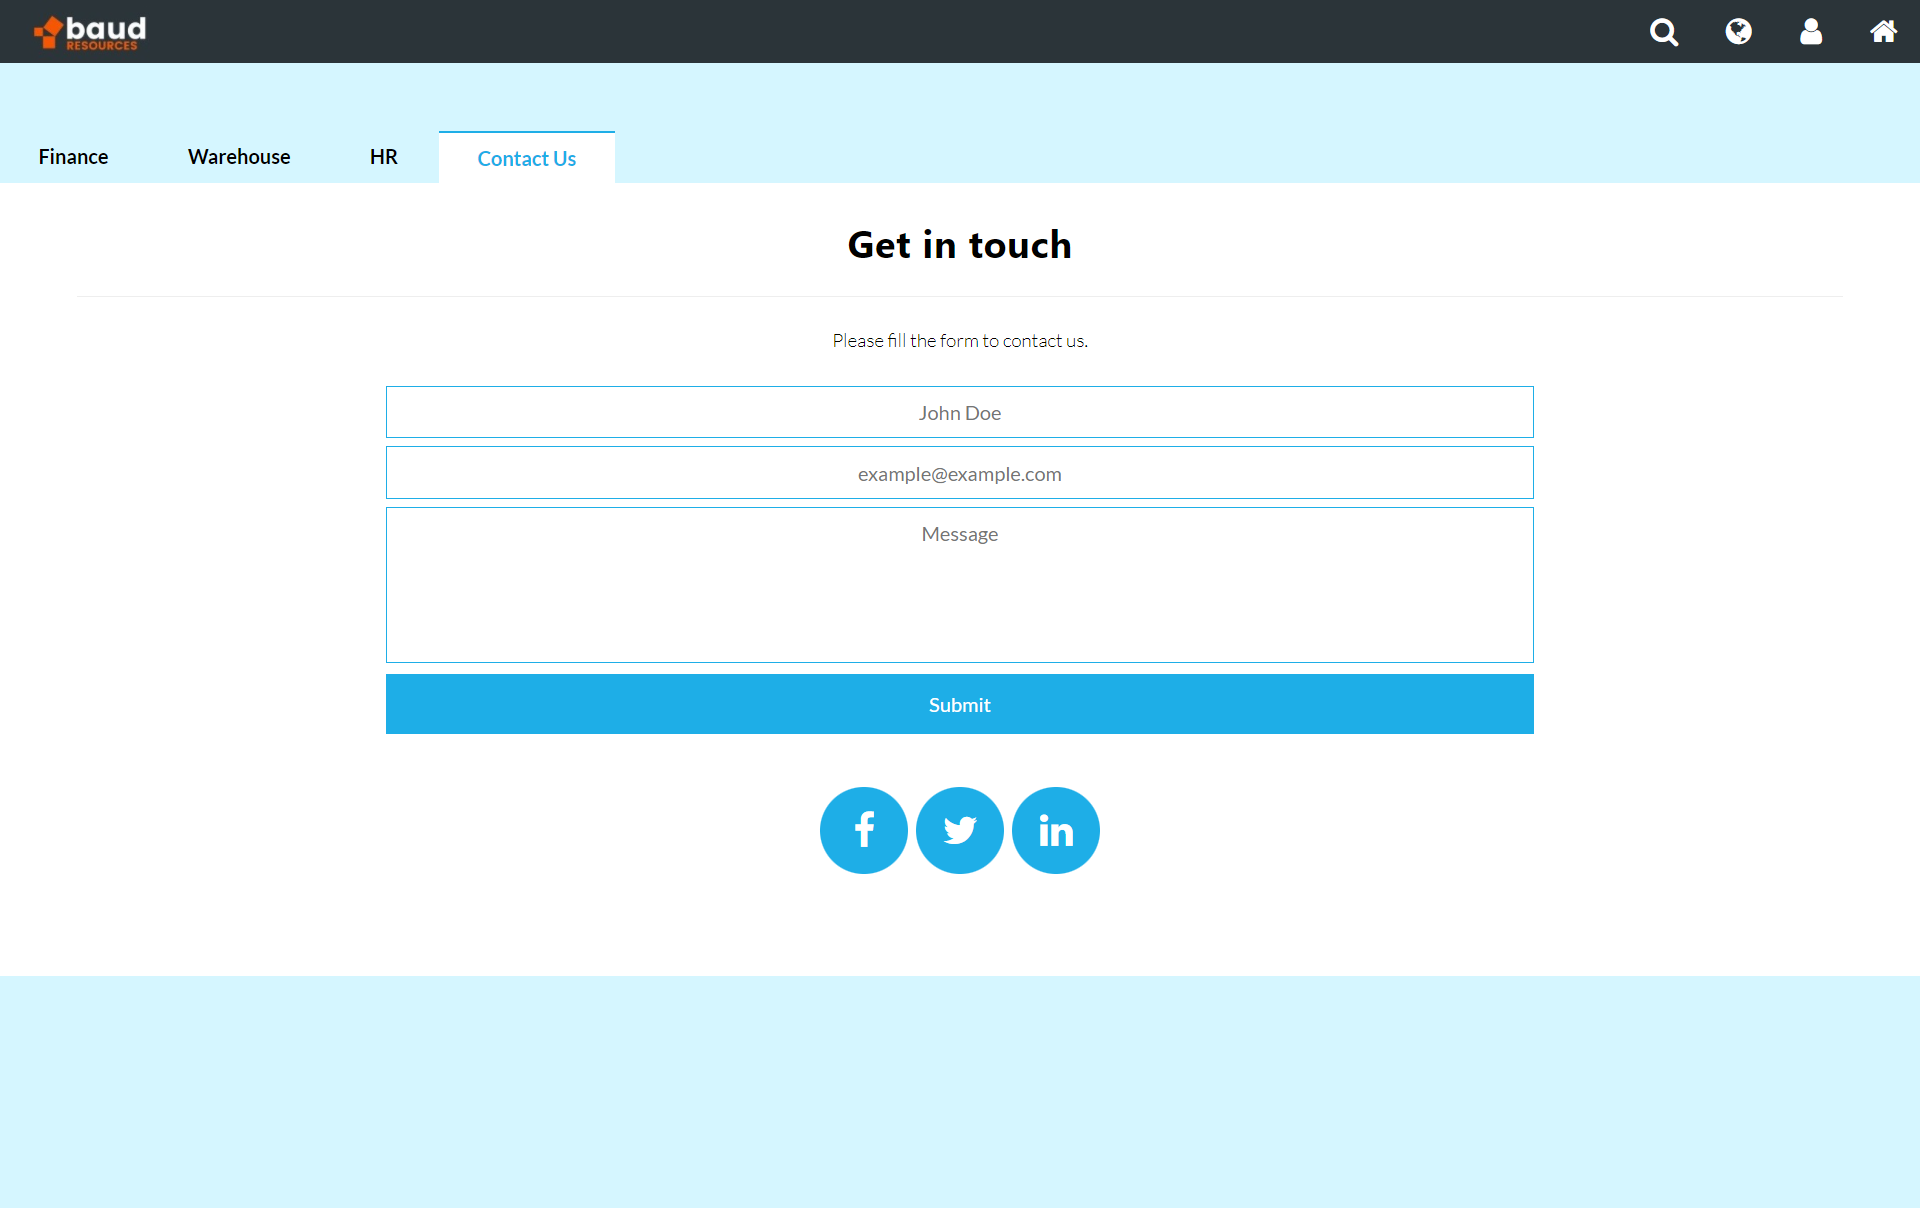 baud
RESOURCES
Finance Warehouse HR Contact Us
Get in touch
Please fill the form to contact us.
John Doe
example@example.com
Message
Submit